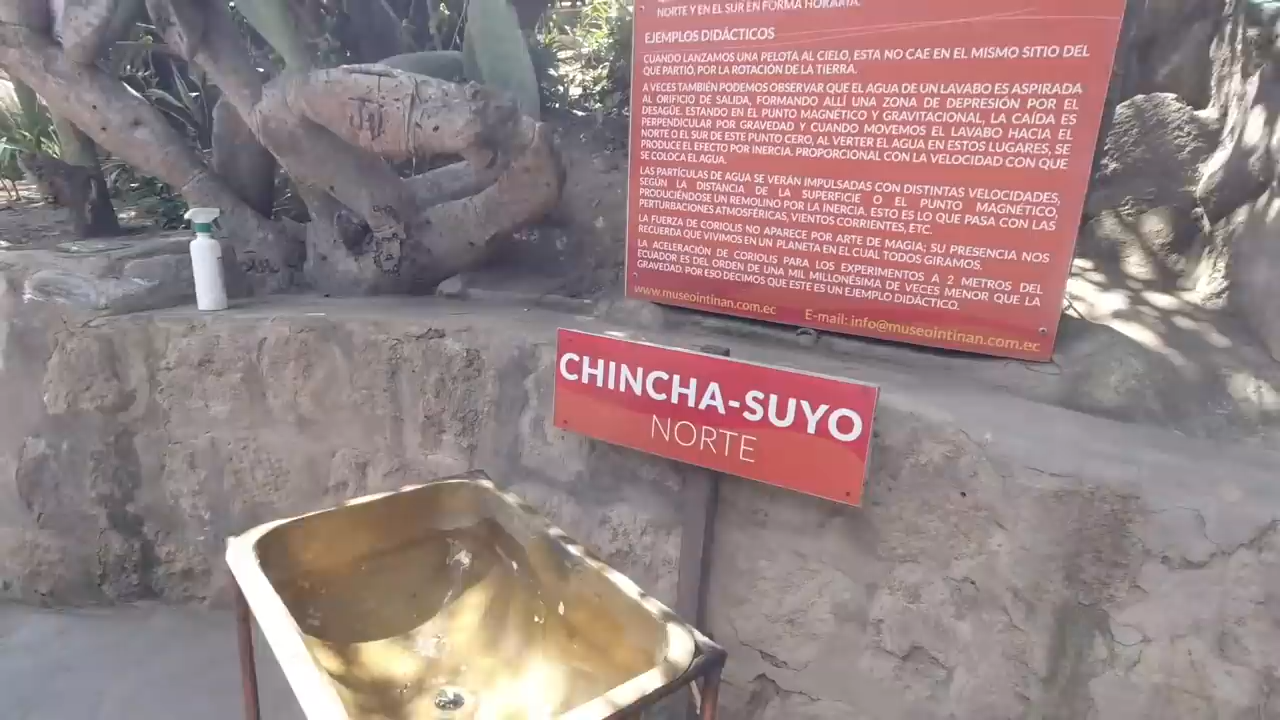 NORTE Y EN EL SUR EN FORMA HORARIA.
EJEMPLOS DIDÁCTICOS
CUANDO LANZAMOS UNA PELOTA AL CIELO, ESTA NO CAE EN EL MISMO SITIO DEL
QUE PARTIÓ, POR LA ROTACIÓN DE LA TIERRA.
A VECES TAMBIÉN PODEMOS OBSERVAR QUE EL AGUA DE UN LAVABO ES ASPIRADA
AL ORIFICIO DE SALIDA, FORMANDO ALLÍ UNA ZONA DE DEPRESIÓN POR EL
DESAGÜE. ESTANDO EN EL PUNTO MAGNÉTICO Y GRAVITACIONAL, LA CAÍDA ES
PERPENDICULAR POR GRAVEDAD Y CUANDO MOVEMOS EL LAVABO HACIA EL
NORTE O EL SUR DE ESTE PUNTO CERO, AL VERTER EL AGUA EN ESTOS LUGARES, SE
PRODUCE EL EFECTO POR INERCIA. PROPORCIONAL CON LA VELOCIDAD CON QUE
SE COLOCA EL AGUA.
LAS PARTÍCULAS DE AGUA SE VERÁN IMPULSADAS CON DISTINTAS VELOCIDADES,
SEGÚN LA DISTANCIA DE LA SUPERFICIE O EL PUNTO MAGNÉTICO,
PRODUCIÉNDOSE UN REMOLINO POR LA INERCIA. ESTO ES LO QUE PASA CON LAS
PERTURBACIONES ATMOSFÉRICAS, VIENTOS CORRIENTES, ETC.
LA FUERZA DE CORIOLIS NO APARECE POR ARTE DE MAGIA; SU PRESENCIA NOS
RECUERDA QUE VIVIMOS EN UN PLANETA EN EL CUAL TODOS GIRAMOS.
LA ACELERACIÓN DE CORIOLIS PARA LOS EXPERIMENTOS A 2 METROS DEL
ECUADOR ES DEL ORDEN DE UNA MIL MILLONÉSIMA DE VECES MENOR QUE LA
GRAVEDAD. POR ESO DECIMOS QUE ESTE ES UN EJEMPLO DIDÁCTICO.
www.museointinan.com.ec E-mail: info@museointinan.com.ec
CHINCHA-SUYO
NORTE